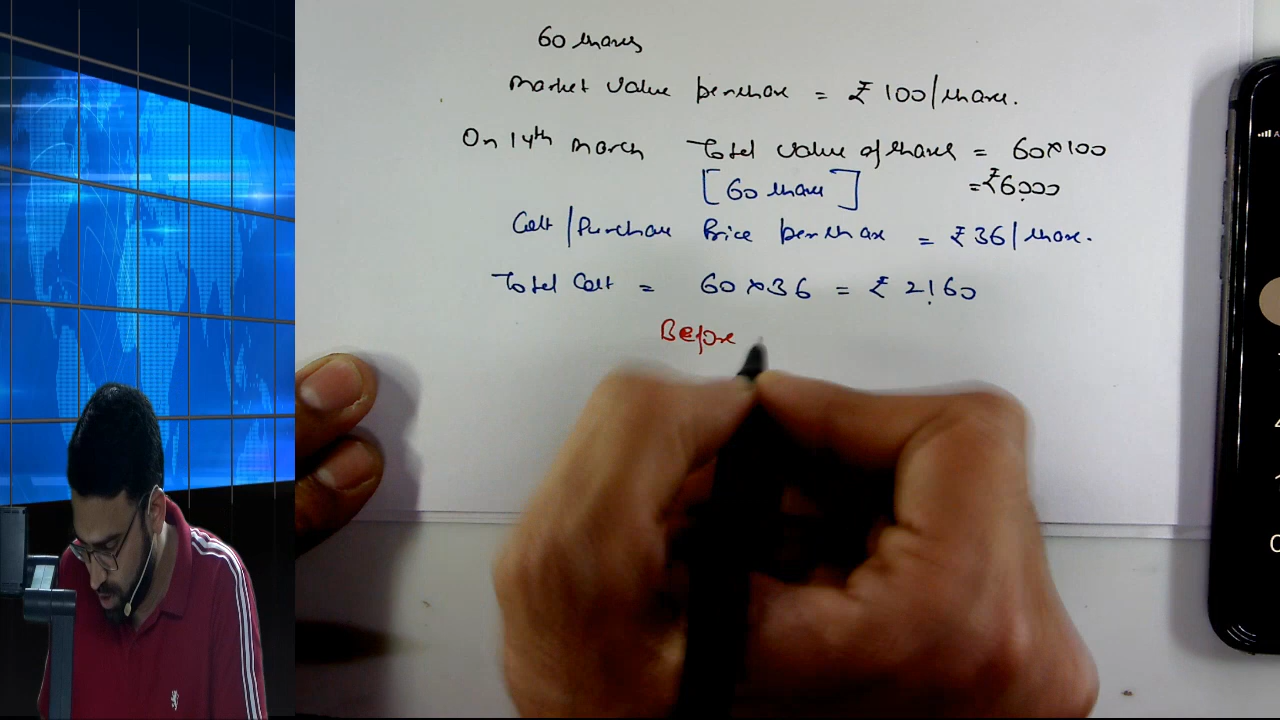 60 shares
Market Value per share = ₹100/share.
On 14th March Total Value of shares = 60×100
[60 share] = ₹6000
Cost/Purchase Price per share = ₹36/share.
Total Cost = 60×36 = ₹2160
Before